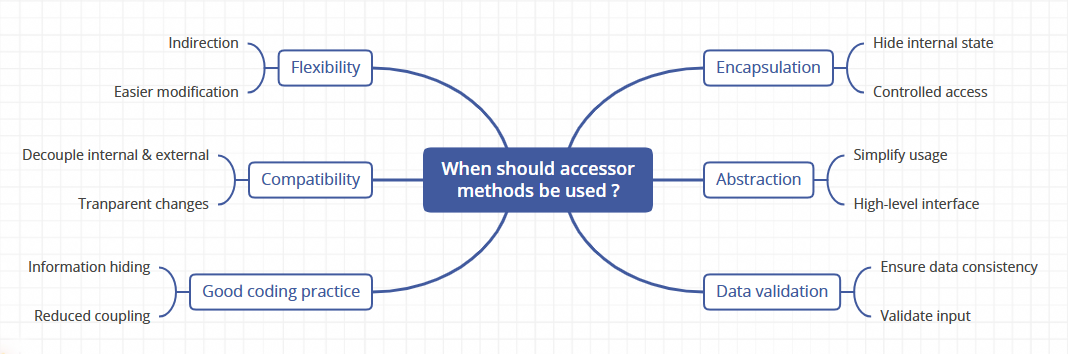 When should accessor
methods be used ?
Flexibility
Indirection
Easier modification
Compatibility
Decouple internal & external
Tranparent changes
Good coding practice
Information hiding
Reduced coupling
Encapsulation
Hide internal state
Controlled access
Abstraction
Simplify usage
High-level interface
Data validation
Ensure data consistency
Validate input